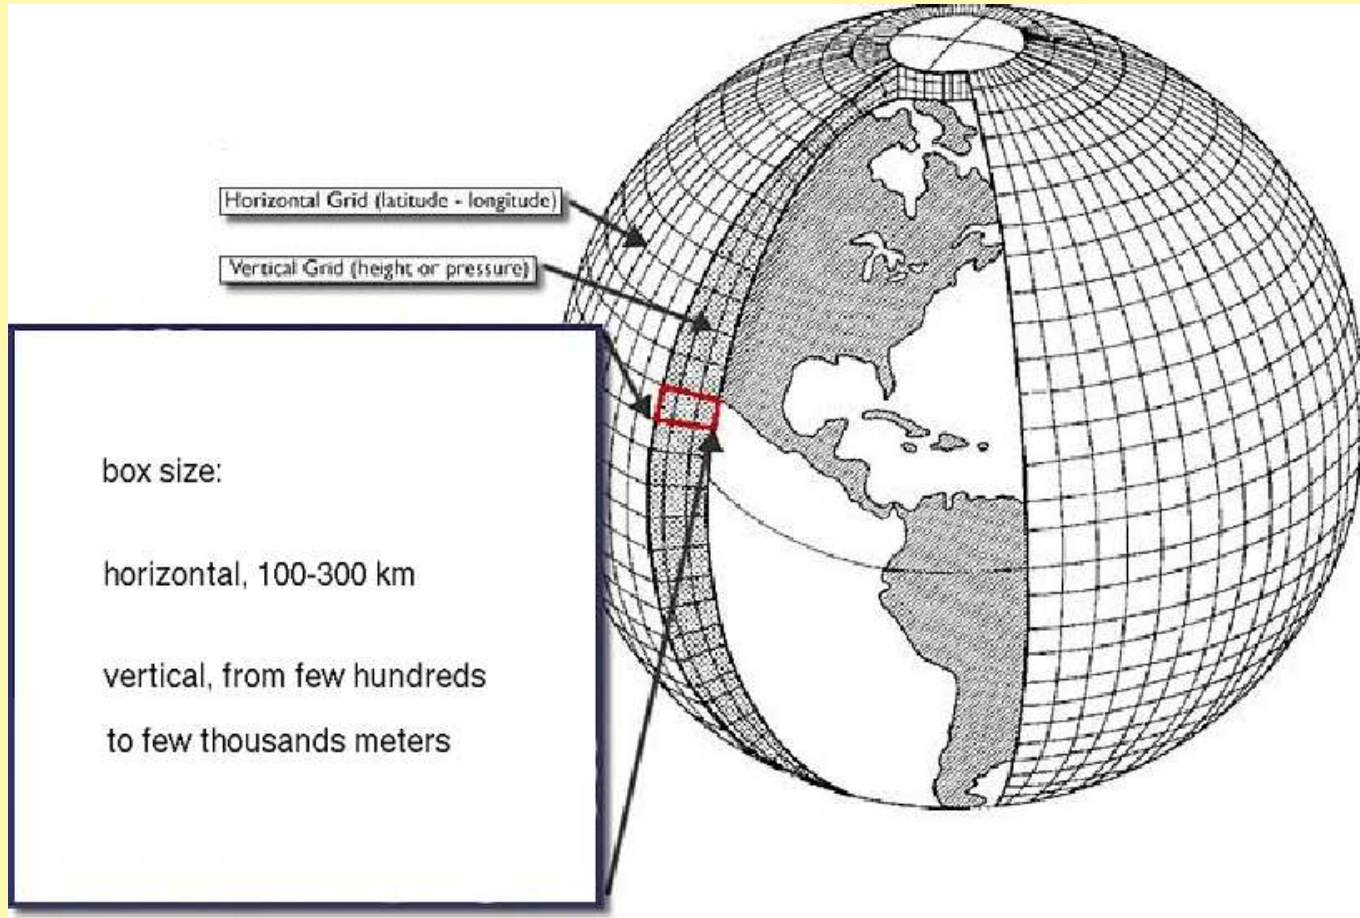 Horizontal Grid (latitude - longitude)
Vertical Grid (height or pressure)
box size:
horizontal, 100-300 km
vertical, from few hundreds
to few thousands meters